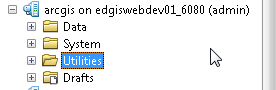 arcgis on edgiswebdev01_6080 (admin)
Data
System
Utilities
Drafts